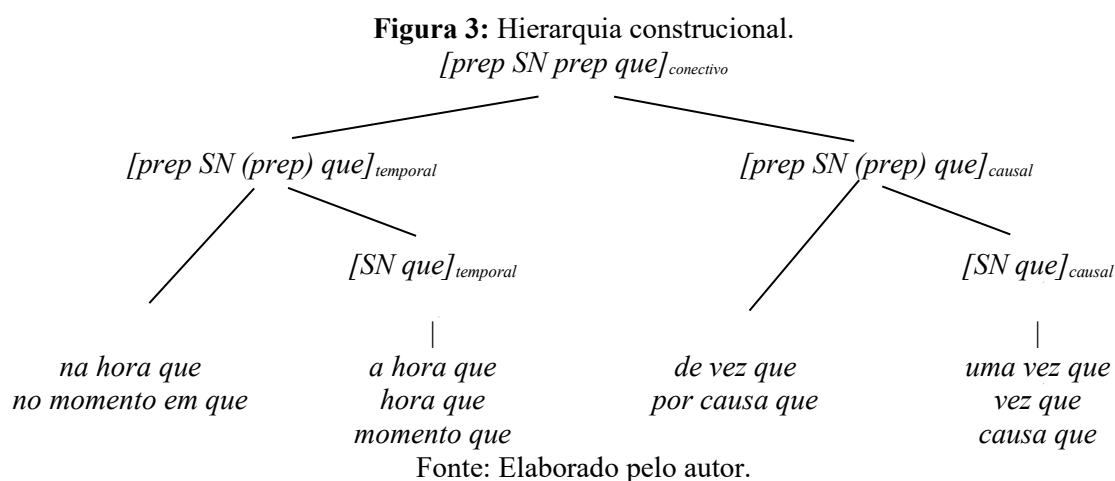 Figura 3: Hierarquia construcional.
[prep SN prep que]conectivo
[prep SN (prep) que]temporal [prep SN (prep) que]causal
[SN que]temporal [SN que]causal
| |
na hora que a hora que de vez que uma vez que
no momento em que hora que por causa que vez que
momento que causa que
Fonte: Elaborado pelo autor.